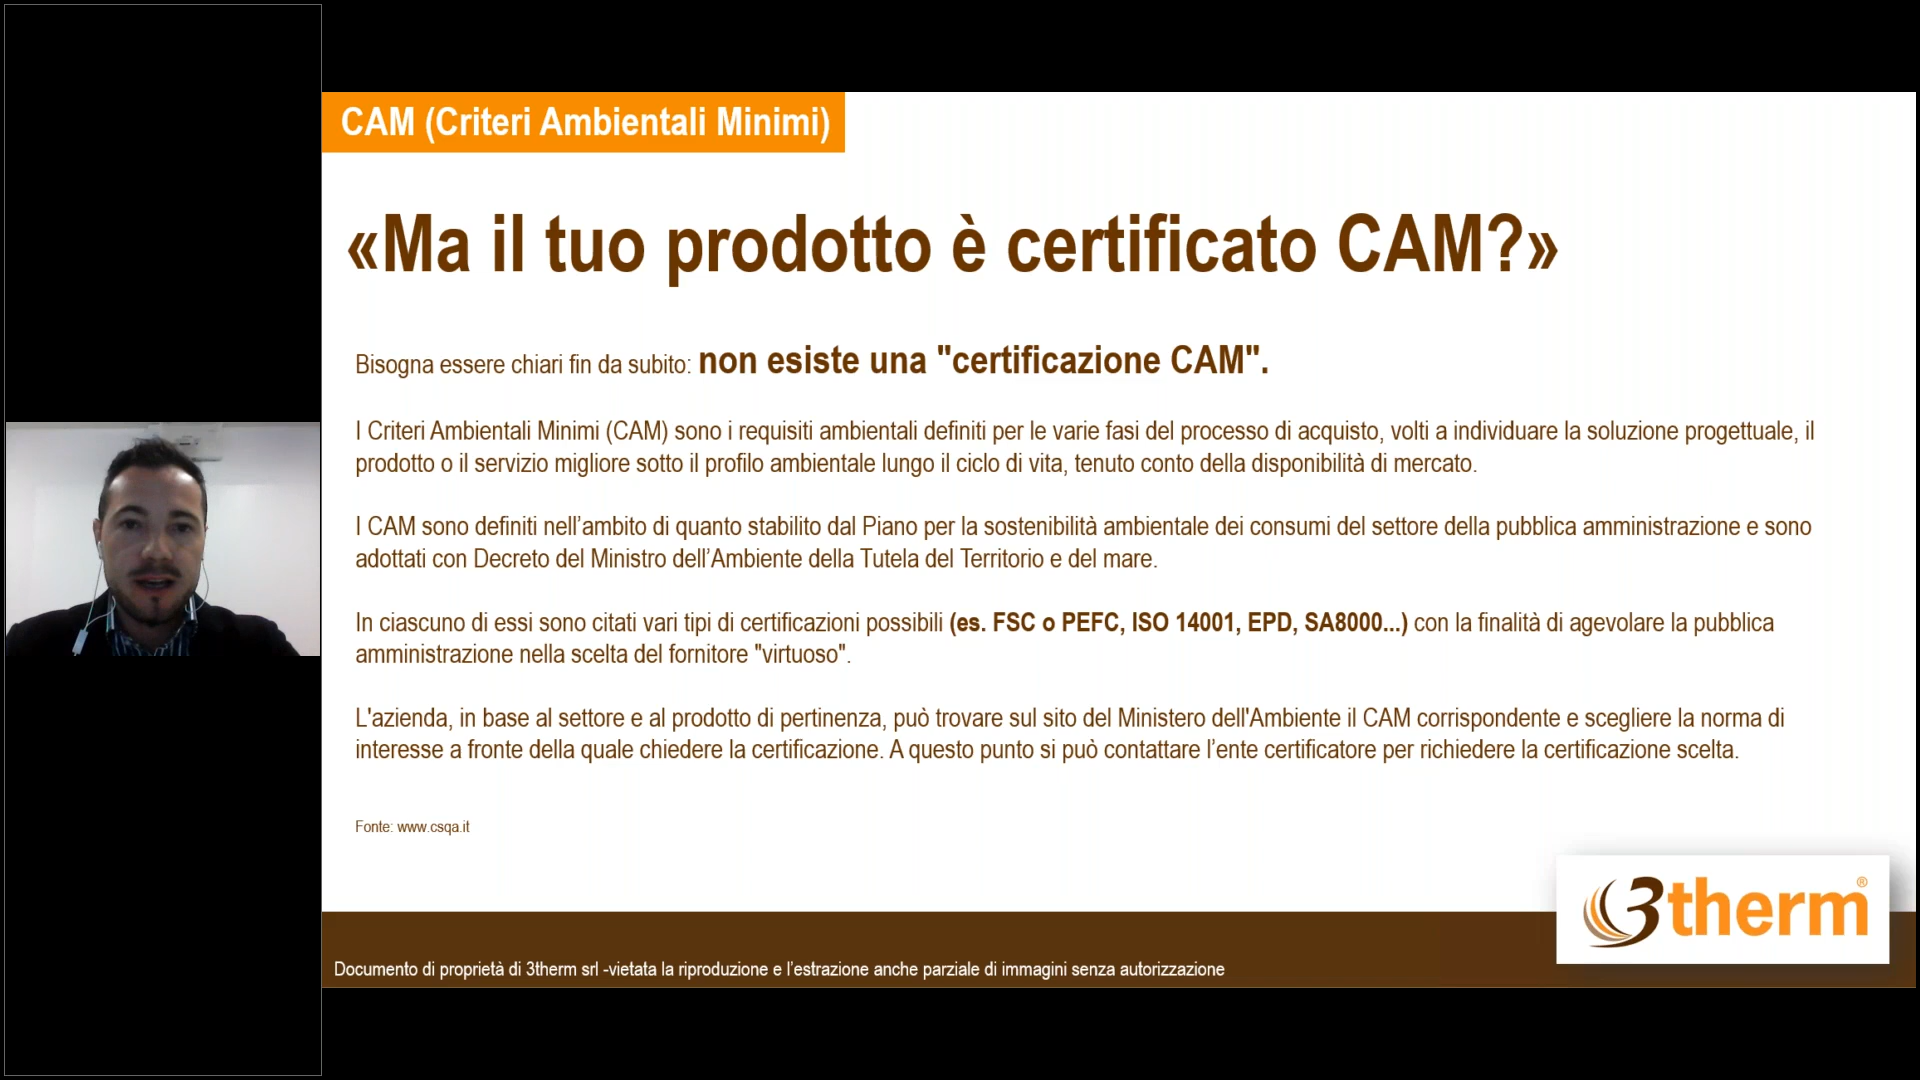 CAM (Criteri Ambientali Minimi)
«Ma il tuo prodotto è certificato CAM?»
Bisogna essere chiari fin da subito: non esiste una "certificazione CAM".
I Criteri Ambientali Minimi (CAM) sono i requisiti ambientali definiti per le varie fasi del processo di acquisto, volti a individuare la soluzione progettuale, il
prodotto o il servizio migliore sotto il profilo ambientale lungo il ciclo di vita, tenuto conto della disponibilità di mercato.
I CAM sono definiti nell’ambito di quanto stabilito dal Piano per la sostenibilità ambientale dei consumi del settore della pubblica amministrazione e sono
adottati con Decreto del Ministro dell’Ambiente della Tutela del Territorio e del mare.
In ciascuno di essi sono citati vari tipi di certificazioni possibili (es. FSC o PEFC, ISO 14001, EPD, SA8000...) con la finalità di agevolare la pubblica
amministrazione nella scelta del fornitore "virtuoso".
L'azienda, in base al settore e al prodotto di pertinenza, può trovare sul sito del Ministero dell'Ambiente il CAM corrispondente e scegliere la norma di
interesse a fronte della quale chiedere la certificazione. A questo punto si può contattare l’ente certificatore per richiedere la certificazione scelta.
Fonte: www.csqa.it
3therm®
Documento di proprietà di 3therm srl -vietata la riproduzione e l’estrazione anche parziale di immagini senza autorizzazione